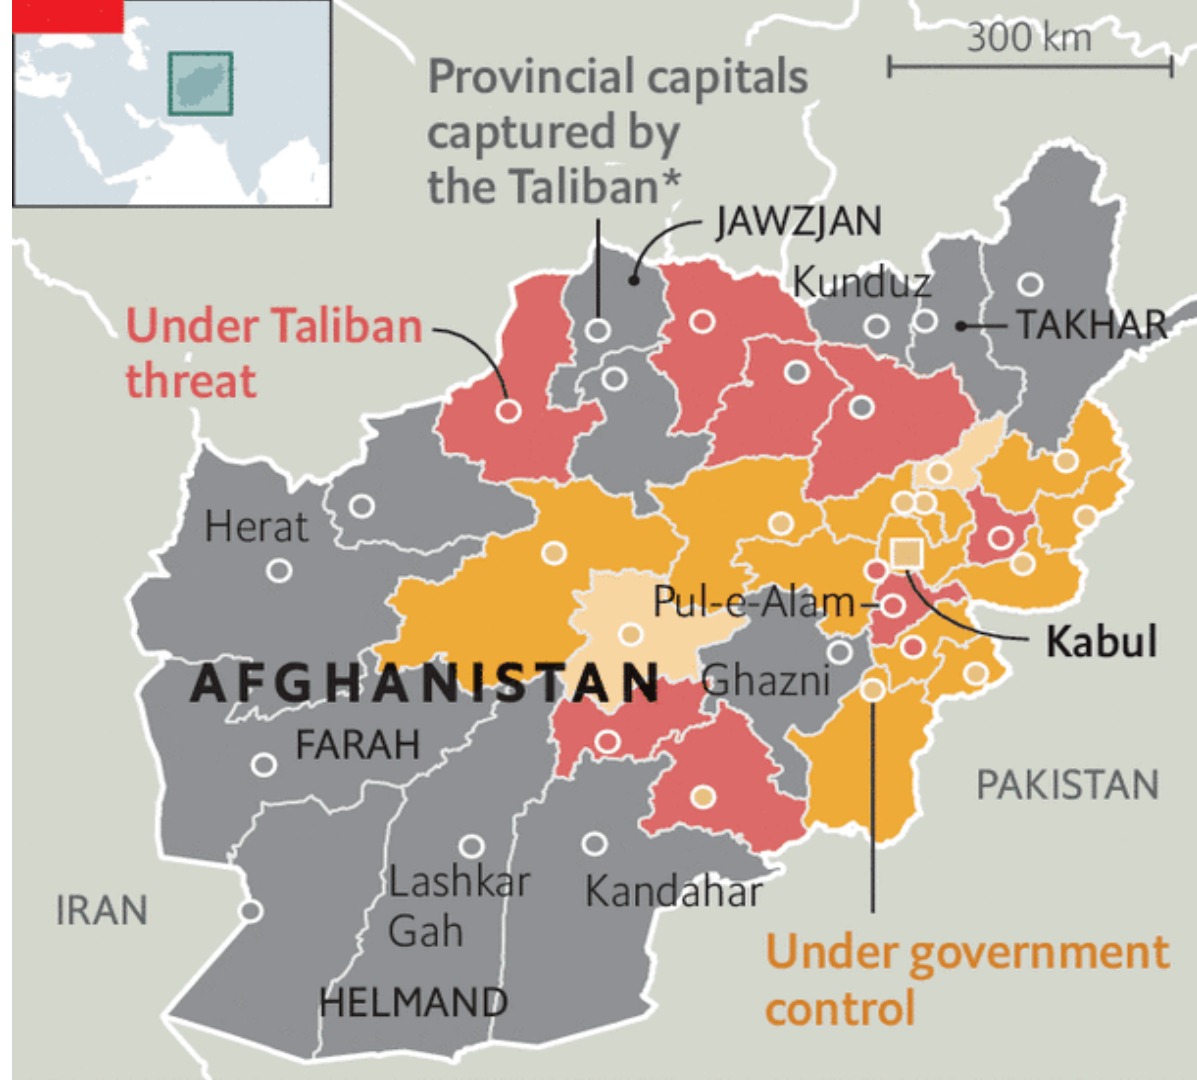 300 km
Provincial capitals
captured by
the Taliban*
JAWZJAN
Kunduz
TAKHAR
Under Taliban
threat
Herat
Pul-e-Alam
Kabul
AFGHANISTAN
Ghazni
FARAH
PAKISTAN
Lashkar
Gah
Kandahar
IRAN
Under government
control
HELMAND